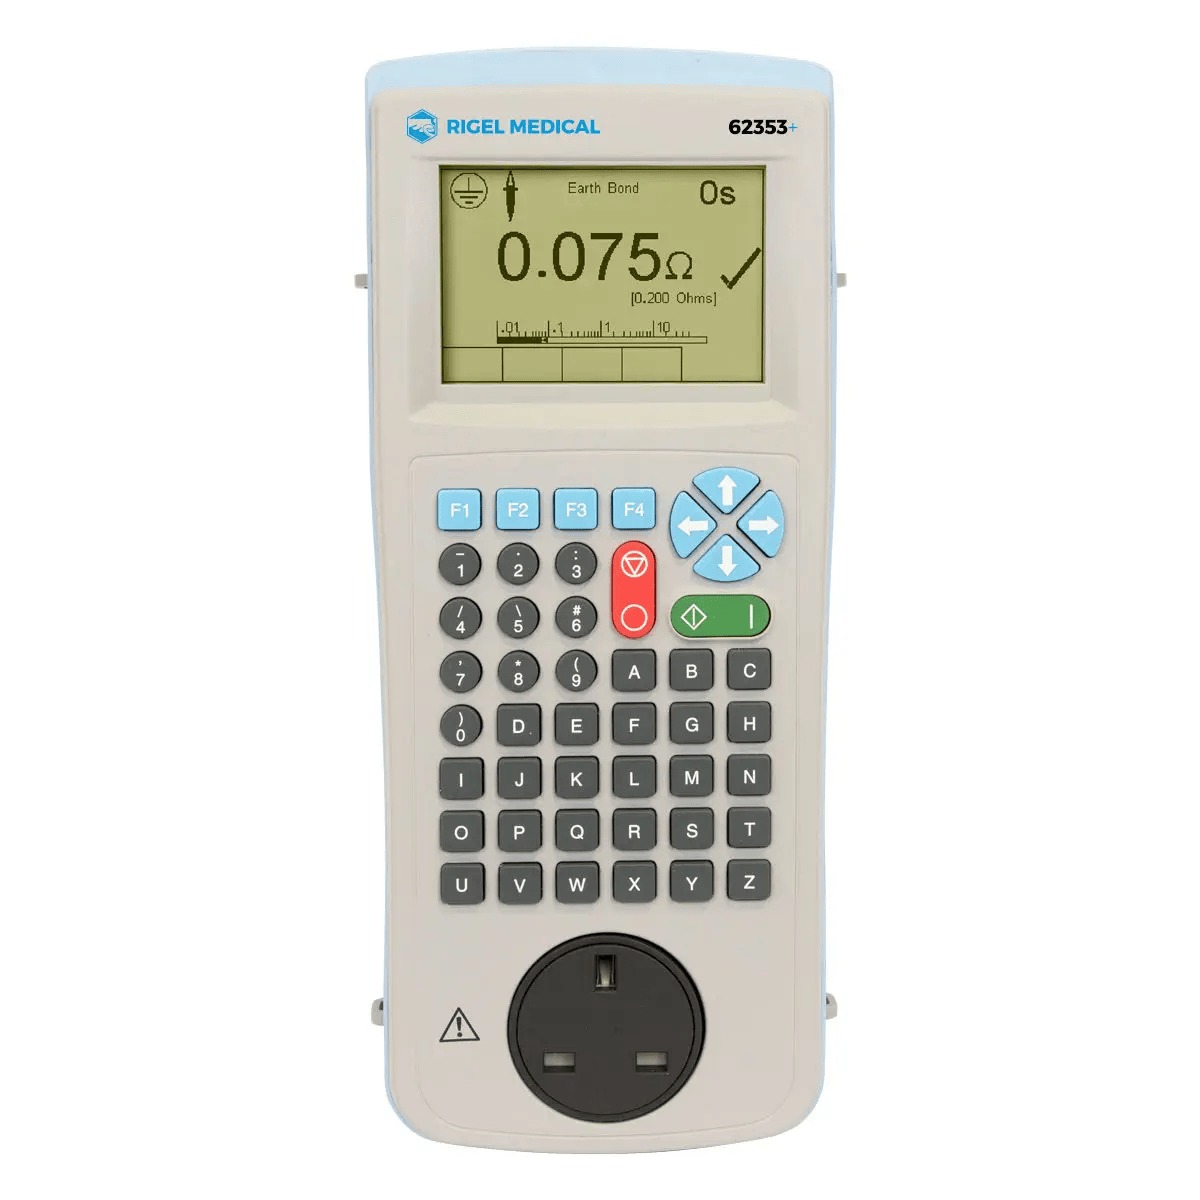 RIGEL MEDICAL 62353+
Earth Bond 0s
0.075Ω
[0.200 Ohms]
.01 .1 1 10
F1 F2 F3 F4
- . :
1 2 3
/ \ #
4 5 6
' * (
7 8 9 A B C
)
0 D E F G H
I J K L M N
O P Q R S T
U V W X Y Z